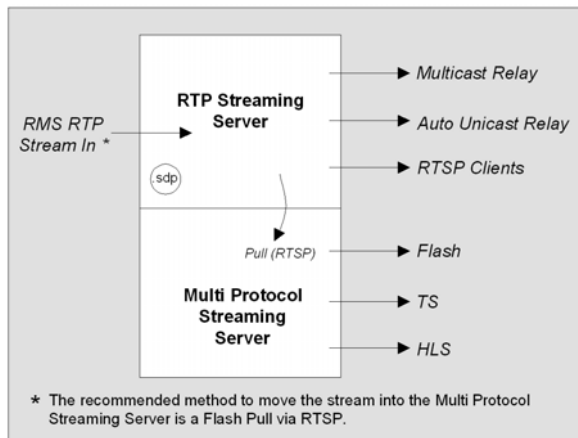 RMS RTP
Stream In *
RTP Streaming
Server
.sdp
Multicast Relay
Auto Unicast Relay
RTSP Clients
Pull (RTSP)
Multi Protocol
Streaming
Server
Flash
TS
HLS
* The recommended method to move the stream into the Multi Protocol
Streaming Server is a Flash Pull via RTSP.